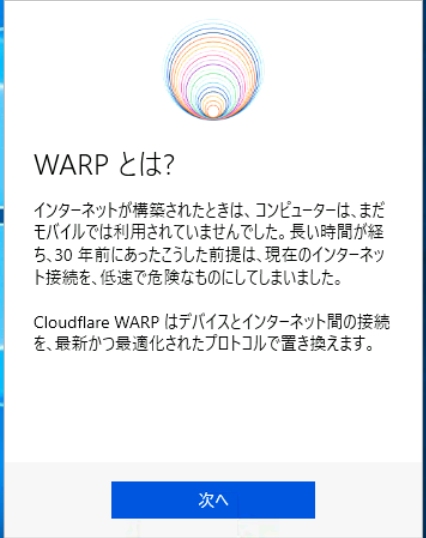 WARP とは?
インターネットが構築されたときは、コンピューターは、まだ
モバイルでは利用されていませんでした。長い時間が経
ち、30 年前にあったこうした前提は、現在のインターネッ
ト接続を、低速で危険なものにしてしまいました。
Cloudflare WARP はデバイスとインターネット間の接続
を、最新かつ最適化されたプロトコルで置き換えます。
次へ